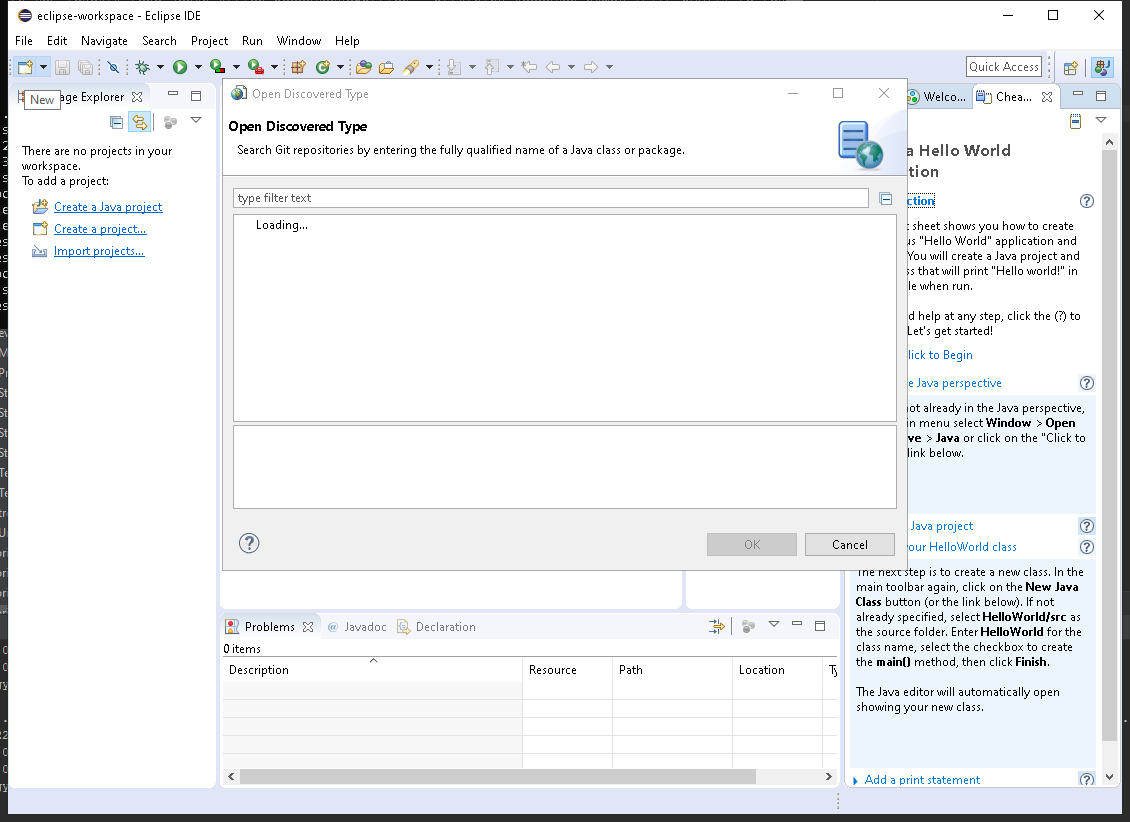 eclipse-workspace - Eclipse IDE
File Edit Navigate Search Project Run Window Help
Quick Access
New
age Explorer
There are no projects in your
workspace.
To add a project:
Create a Java project
Create a project...
Import projects...
Open Discovered Type
Open Discovered Type
Search Git repositories by entering the fully qualified name of a Java class or package.
type filter text
Loading...
OK
Cancel
Welco...
Chea...
a Hello World
tion
ction
t sheet shows you how to create
us "Hello World" application and
You will create a Java project and
ss that will print "Hello world!" in
le when run.
d help at any step, click the (?) to
Let's get started!
lick to Begin
e Java perspective
not already in the Java perspective,
in menu select Window > Open
ve > Java or click on the "Click to
link below.
Java project
our HelloWorld class
The next step is to create a new class. In the
main toolbar again, click on the New Java
Class button (or the link below). If not
already specified, select HelloWorld/src as
the source folder. Enter HelloWorld for the
class name, select the checkbox to create
the main() method, then click Finish.
The Java editor will automatically open
showing your new class.
Add a print statement
Problems
@ Javadoc
Declaration
0 items
Description Resource Path Location Ty